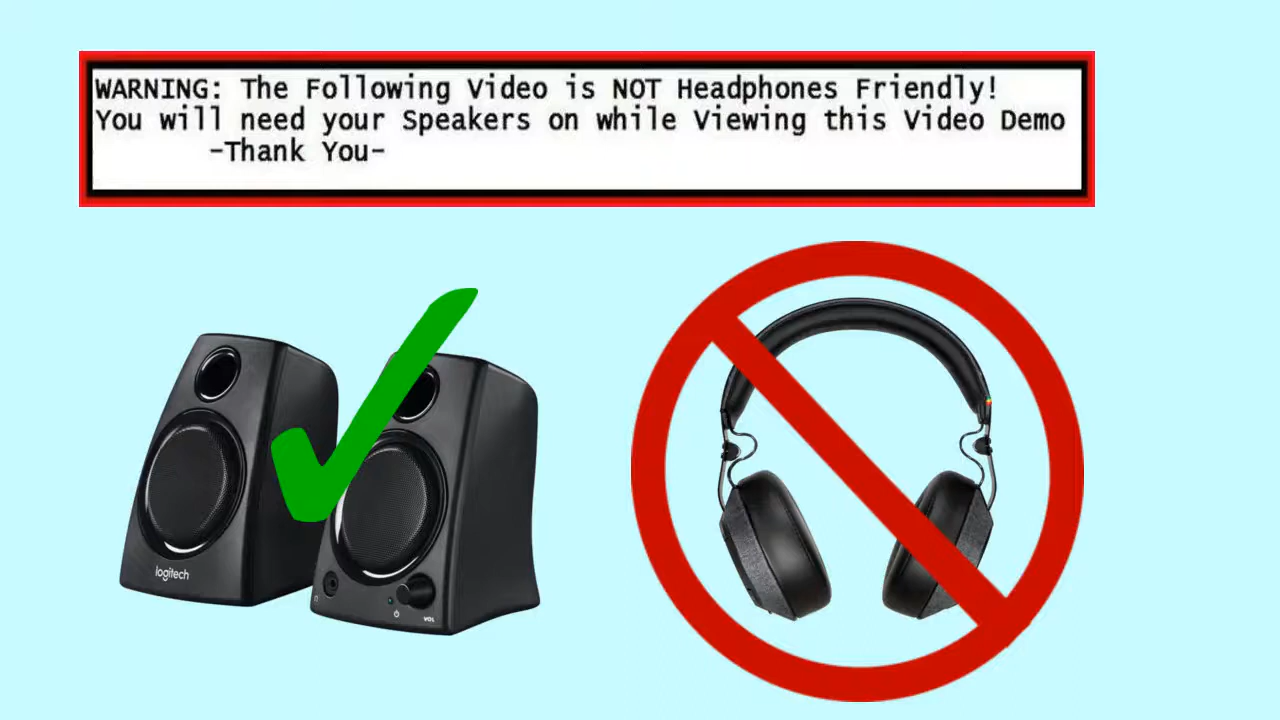 WARNING: The Following Video is NOT Headphones Friendly!
You will need your Speakers on while Viewing this Video Demo
-Thank You-
logitech
VOL